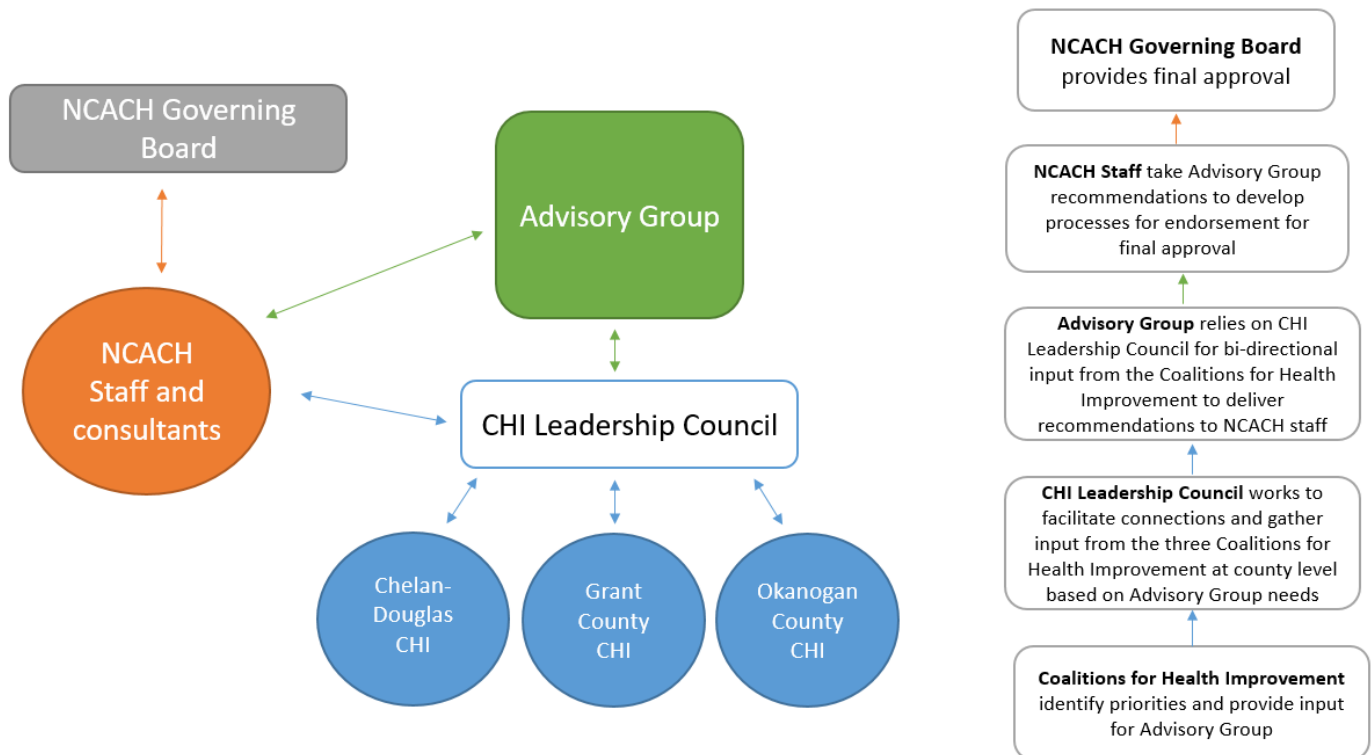 NCACH Governing
Board
Advisory Group
NCACH
Staff and
consultants
CHI Leadership Council
Chelan-
Douglas
CHI
Grant
County
CHI
Okanogan
County
CHI
NCACH Governing Board
provides final approval
NCACH Staff take Advisory Group
recommendations to develop
processes for endorsement for
final approval
Advisory Group relies on CHI
Leadership Council for bi-directional
input from the Coalitions for Health
Improvement to deliver
recommendations to NCACH staff
CHI Leadership Council works to
facilitate connections and gather
input from the three Coalitions for
Health Improvement at county level
based on Advisory Group needs
Coalitions for Health Improvement
identify priorities and provide input
for Advisory Group